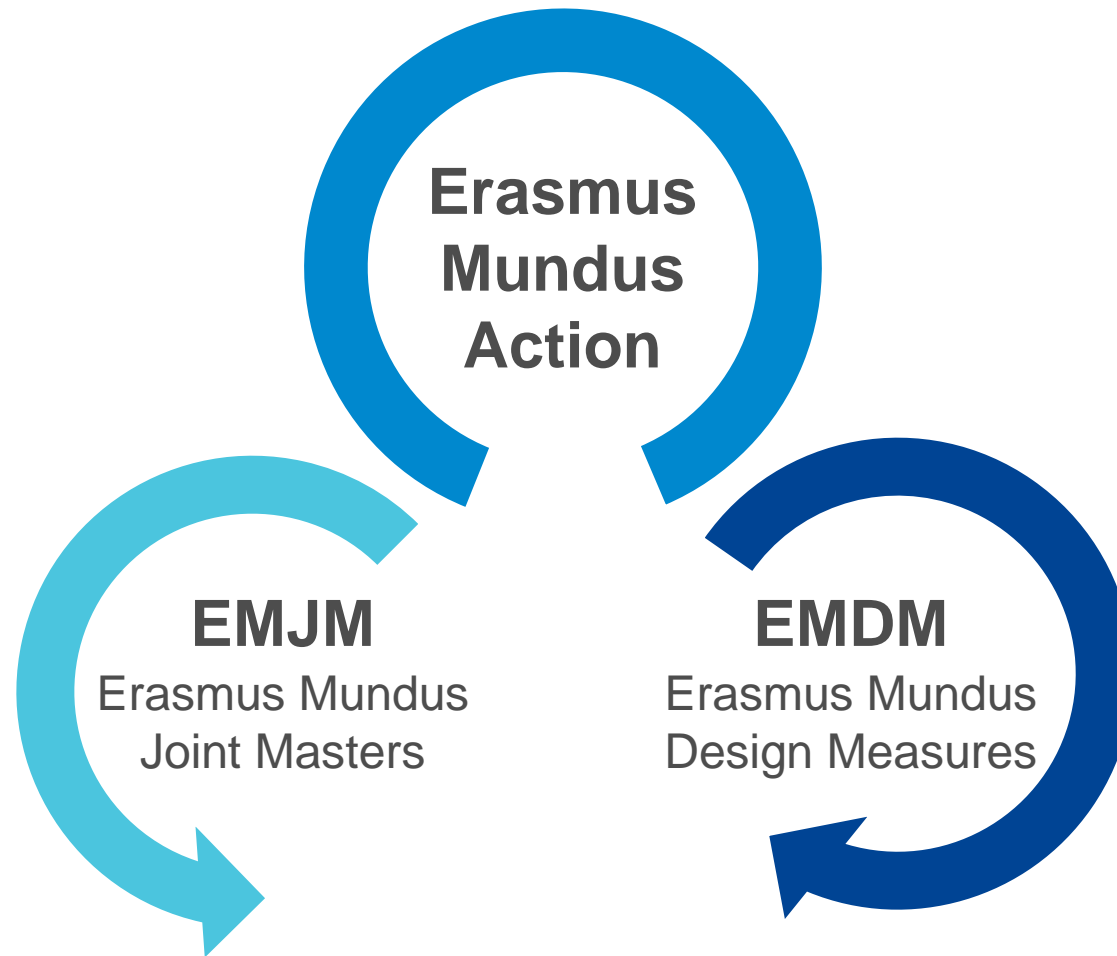 Erasmus
Mundus
Action
EMJM
Erasmus Mundus
Joint Masters
EMDM
Erasmus Mundus
Design Measures